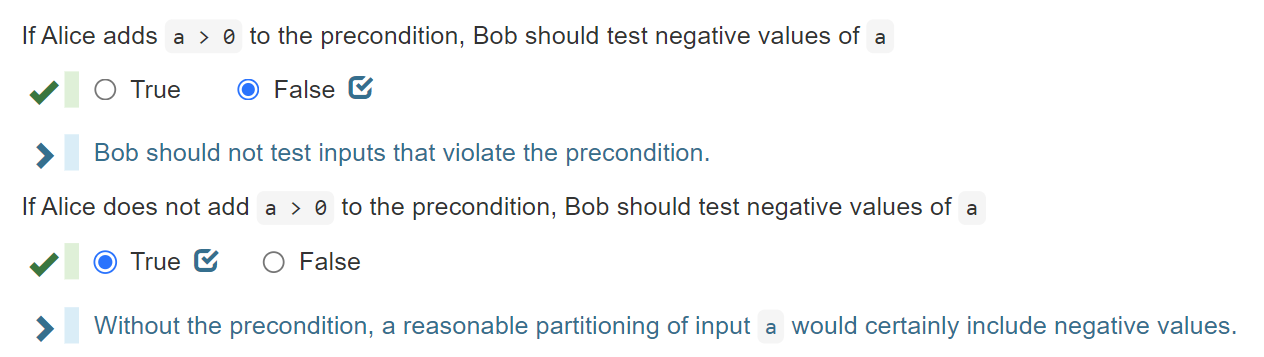 If Alice adds a > 0 to the precondition, Bob should test negative values of a
True False
Bob should not test inputs that violate the precondition.
If Alice does not add a > 0 to the precondition, Bob should test negative values of a
True False
Without the precondition, a reasonable partitioning of input a would certainly include negative values.